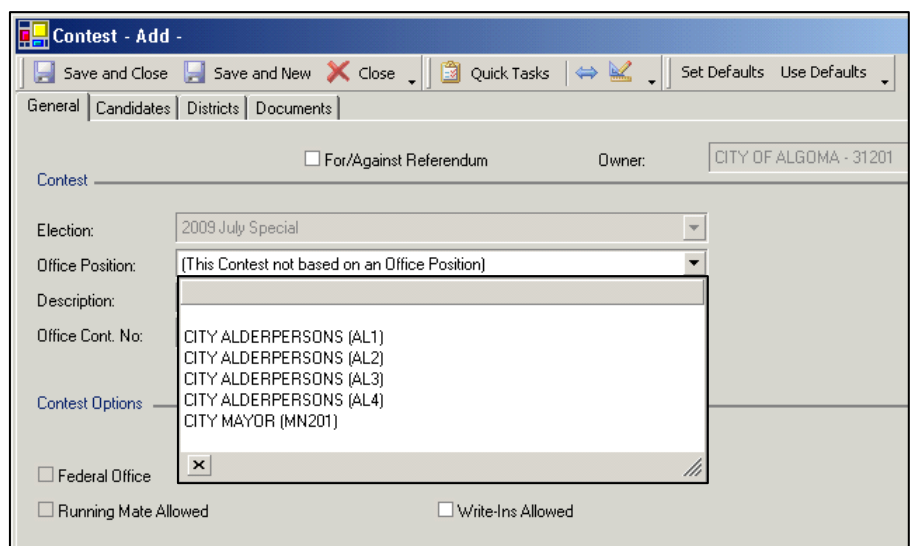 Contest - Add -
Save and Close Save and New Close Quick Tasks Set Defaults Use Defaults
General Candidates Districts Documents
For/Against Referendum Owner: CITY OF ALGOMA - 31201
Contest
Election: 2009 July Special
Office Position: (This Contest not based on an Office Position)
Description:
Office Cont. No: CITY ALDERPERSONS (AL1)
CITY ALDERPERSONS (AL2)
CITY ALDERPERSONS (AL3)
Contest Options CITY ALDERPERSONS (AL4)
CITY MAYOR (MN201)
Federal Office
Running Mate Allowed Write-Ins Allowed